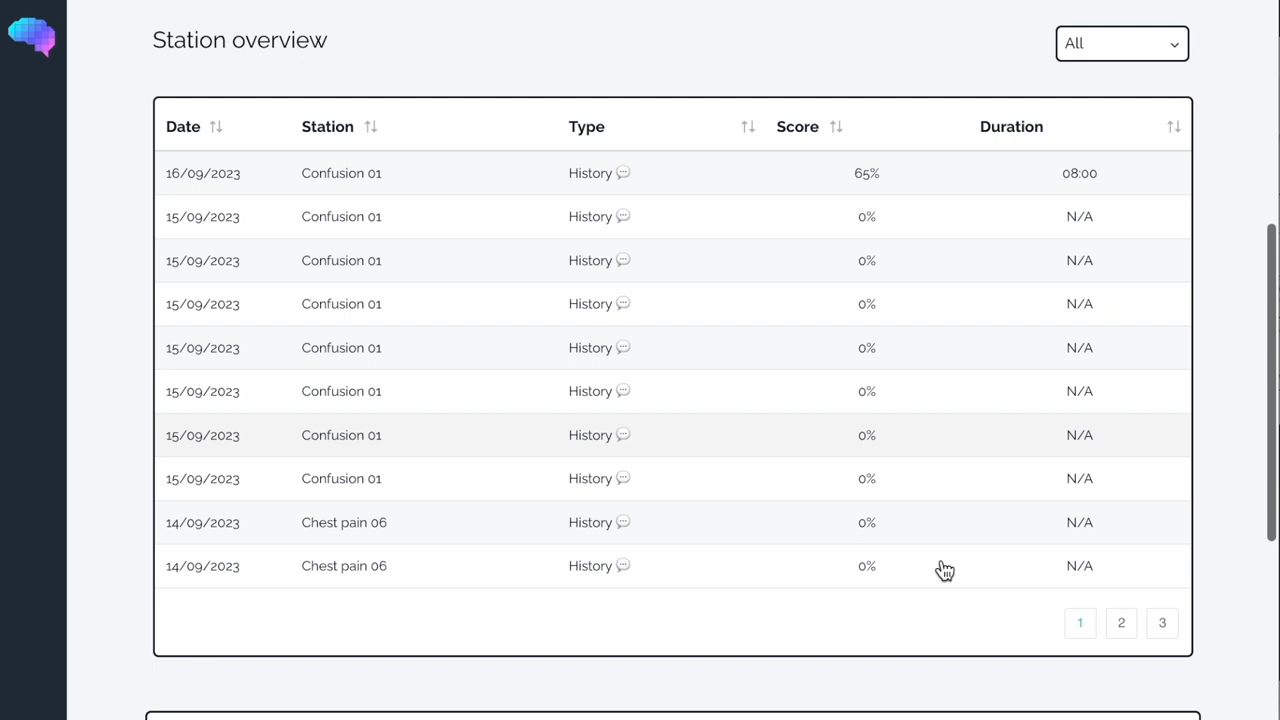 Station overview
All
Date Station Type Score Duration
16/09/2023 Confusion 01 History 65% 08:00
15/09/2023 Confusion 01 History 0% N/A
15/09/2023 Confusion 01 History 0% N/A
15/09/2023 Confusion 01 History 0% N/A
15/09/2023 Confusion 01 History 0% N/A
15/09/2023 Confusion 01 History 0% N/A
15/09/2023 Confusion 01 History 0% N/A
15/09/2023 Confusion 01 History 0% N/A
14/09/2023 Chest pain 06 History 0% N/A
14/09/2023 Chest pain 06 History 0% N/A
1 2 3